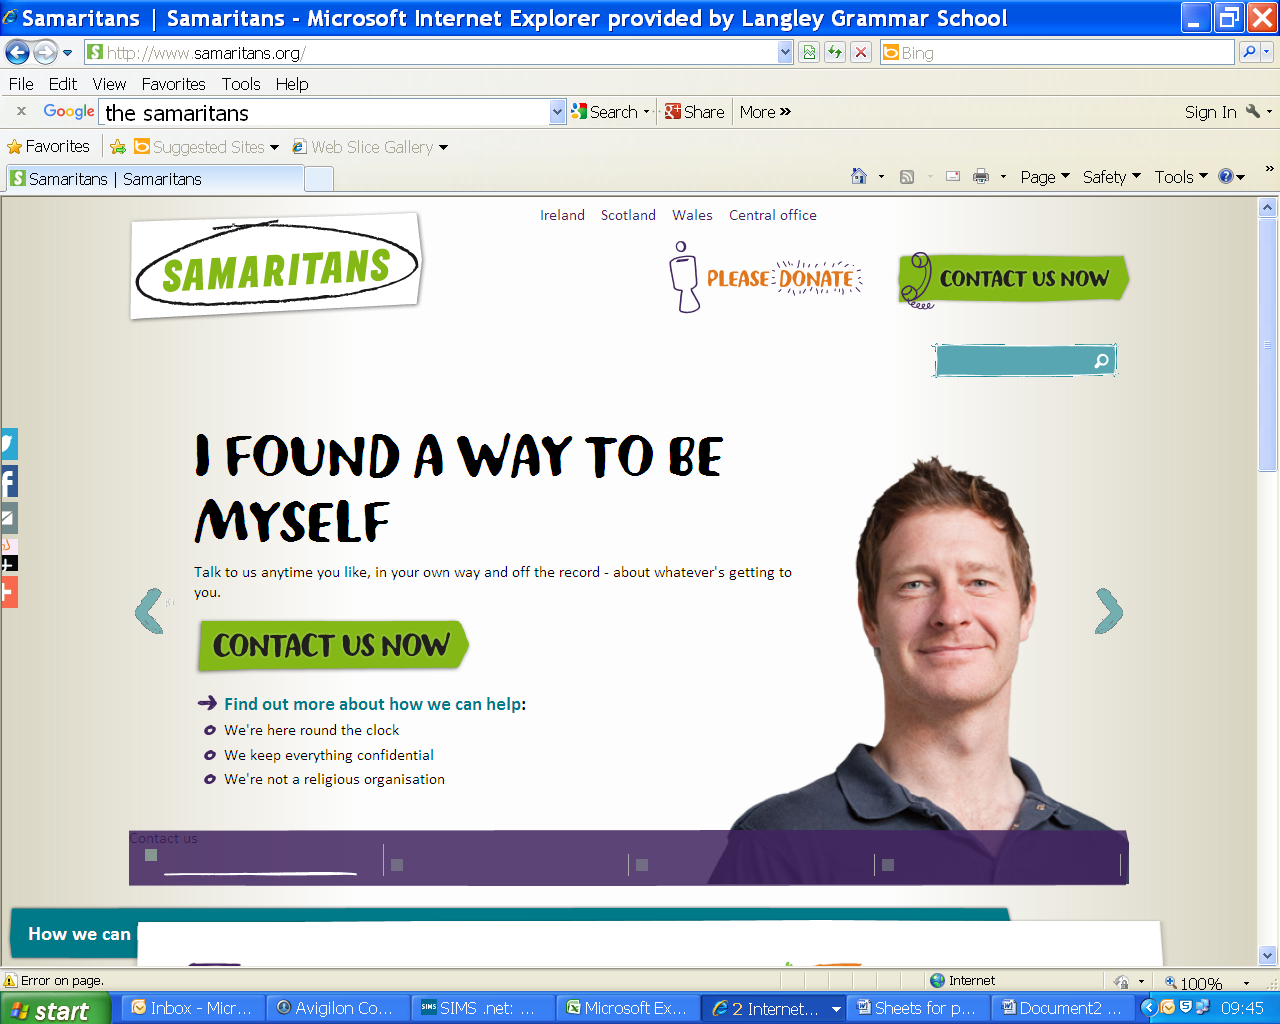 Samaritans | Samaritans - Microsoft Internet Explorer provided by Langley Grammar School
http://www.samaritans.org/
Bing
File Edit View Favorites Tools Help
x Google the samaritans Search Share More » Sign In
Favorites Suggested Sites Web Slice Gallery
Samaritans | Samaritans Page Safety Tools »
Ireland Scotland Wales Central office
SAMARITANS
PLEASE DONATE
CONTACT US NOW
I FOUND A WAY TO BE
MYSELF
Talk to us anytime you like, in your own way and off the record - about whatever's getting to
you.
CONTACT US NOW
Find out more about how we can help:
We're here round the clock
We keep everything confidential
We're not a religious organisation
Contact us
How we can
Error on page. Internet 100%
start Inbox - Micr... Avigilon Co... SIMS .net: ... Microsoft Ex... 2 Internet... Sheets for p... Document2 ... 09:45